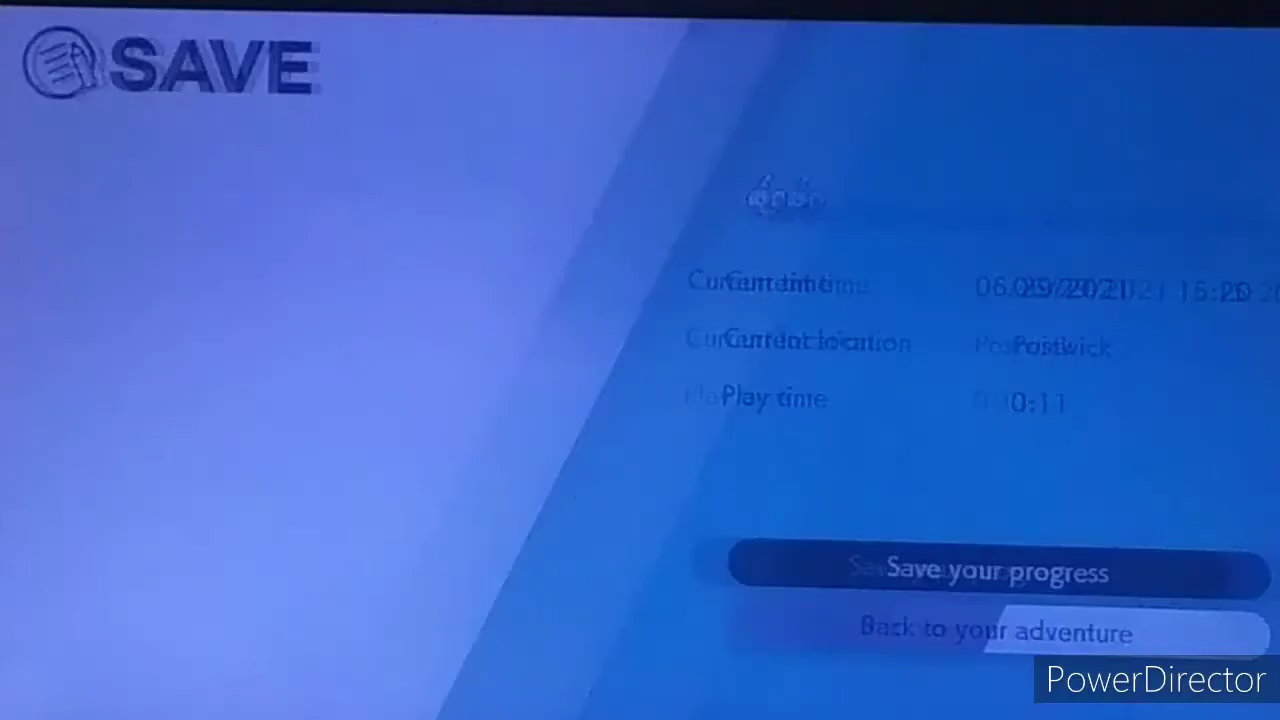 SAVE
Current time 06/29/2021 15:20
Current location Postwick
Play time 0:11
Save your progress
Back to your adventure
PowerDirector